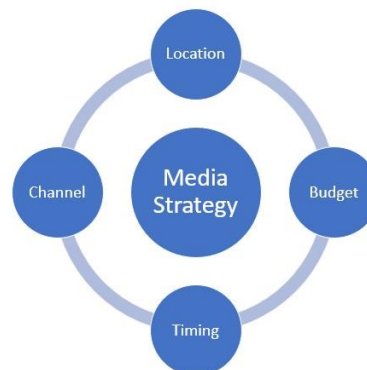 Location
Channel
Media
Strategy
Budget
Timing